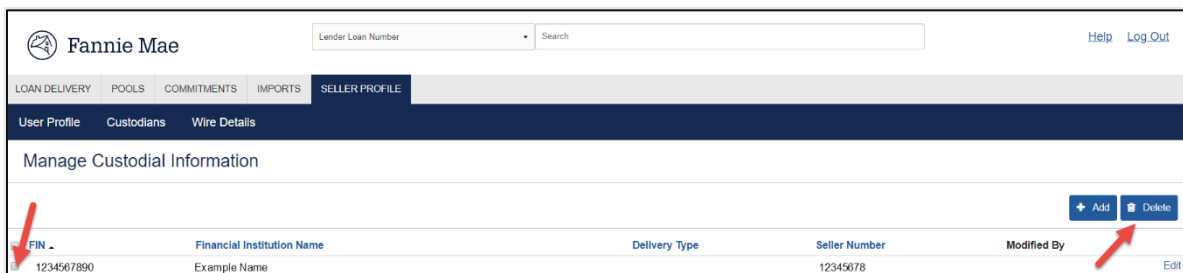 Fannie Mae
Lender Loan Number Search
Help Log Out
LOAN DELIVERY POOLS COMMITMENTS IMPORTS SELLER PROFILE
User Profile Custodians Wire Details
Manage Custodial Information
+ Add Delete
FIN Financial Institution Name Delivery Type Seller Number Modified By
1234567890 Example Name 12345678 Edit